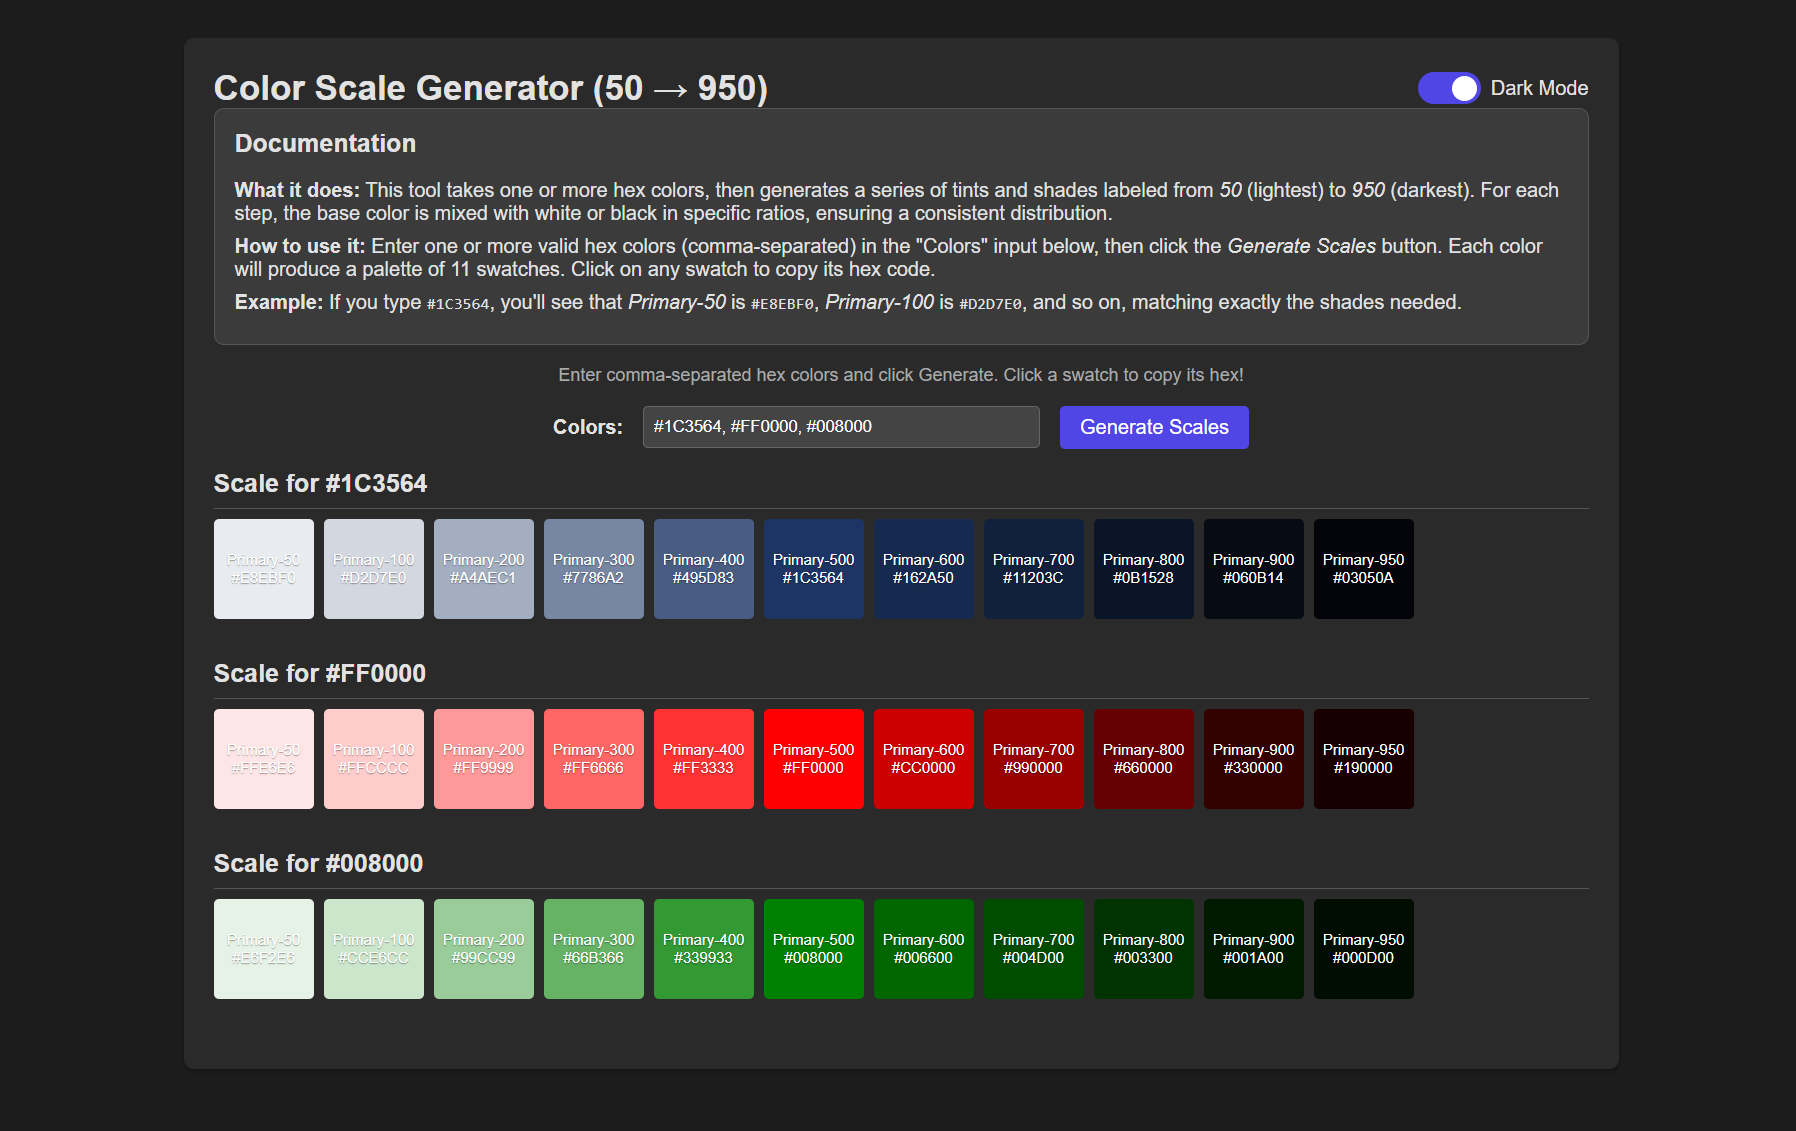 Color Scale Generator (50 → 950)
Dark Mode
Documentation
What it does: This tool takes one or more hex colors, then generates a series of tints and shades labeled from 50 (lightest) to 950 (darkest). For each
step, the base color is mixed with white or black in specific ratios, ensuring a consistent distribution.
How to use it: Enter one or more valid hex colors (comma-separated) in the "Colors" input below, then click the Generate Scales button. Each color
will produce a palette of 11 swatches. Click on any swatch to copy its hex code.
Example: If you type #1C3564, you'll see that Primary-50 is #E8EBF0, Primary-100 is #D2D7E0, and so on, matching exactly the shades needed.
Enter comma-separated hex colors and click Generate. Click a swatch to copy its hex!
Colors: #1C3564, #FF0000, #008000 Generate Scales
Scale for #1C3564
Primary-50 Primary-100 Primary-200 Primary-300 Primary-400 Primary-500 Primary-600 Primary-700 Primary-800 Primary-900 Primary-950
#E8EBF0 #D2D7E0 #A4AEC1 #7786A2 #495D83 #1C3564 #162A50 #11203C #0B1528 #060B14 #03050A
Scale for #FF0000
Primary-50 Primary-100 Primary-200 Primary-300 Primary-400 Primary-500 Primary-600 Primary-700 Primary-800 Primary-900 Primary-950
#FFE6E6 #FFCCCC #FF9999 #FF6666 #FF3333 #FF0000 #CC0000 #990000 #660000 #330000 #190000
Scale for #008000
Primary-50 Primary-100 Primary-200 Primary-300 Primary-400 Primary-500 Primary-600 Primary-700 Primary-800 Primary-900 Primary-950
#E6F2E6 #CCE6CC #99CC99 #66B366 #339933 #008000 #006600 #004D00 #003300 #001A00 #000D00